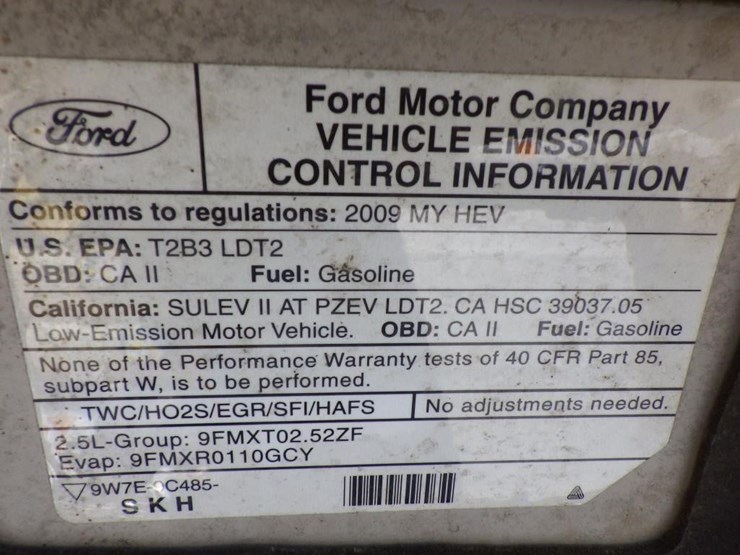 Ford
Ford Motor Company
VEHICLE EMISSION
CONTROL INFORMATION
Conforms to regulations: 2009 MY HEV
U.S. EPA: T2B3 LDT2
OBD: CA II Fuel: Gasoline
California: SULEV II AT PZEV LDT2. CA HSC 39037.05
Low-Emission Motor Vehicle. OBD: CA II Fuel: Gasoline
None of the Performance Warranty tests of 40 CFR Part 85,
subpart W, is to be performed.
TWC/HO2S/EGR/SFI/HAFS No adjustments needed.
2.5L-Group: 9FMXT02.52ZF
Evap: 9FMXR0110GCY
9W7E-9C485-
SKH